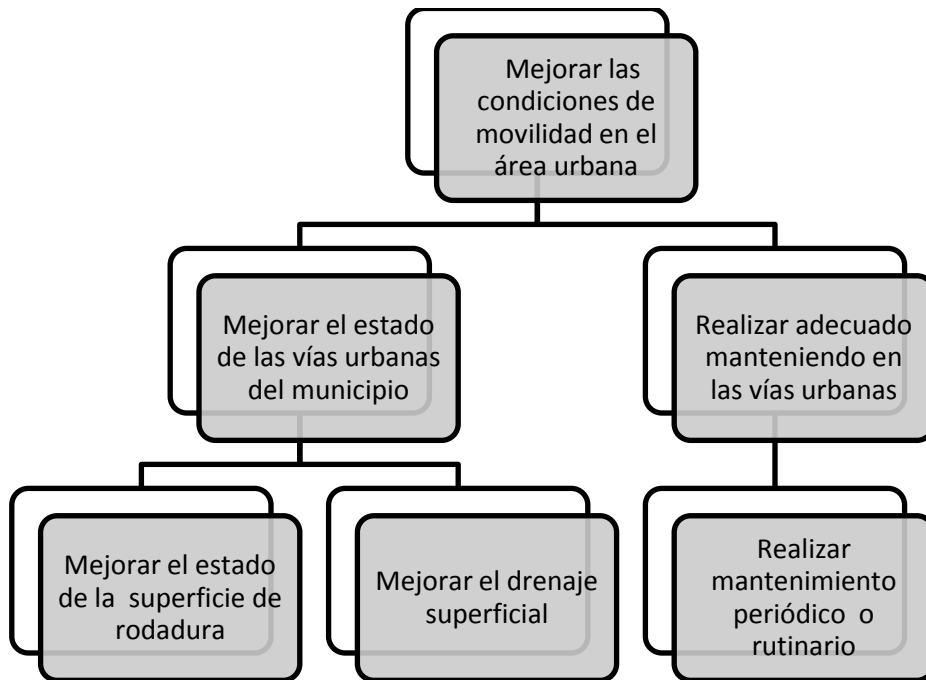 Mejorar las
condiciones de
movilidad en el
área urbana
Mejorar el estado
de las vías urbanas
del municipio
Realizar adecuado
manteniendo en
las vías urbanas
Mejorar el estado
de la superficie de
rodadura
Mejorar el drenaje
superficial
Realizar
mantenimiento
periódico o
rutinario